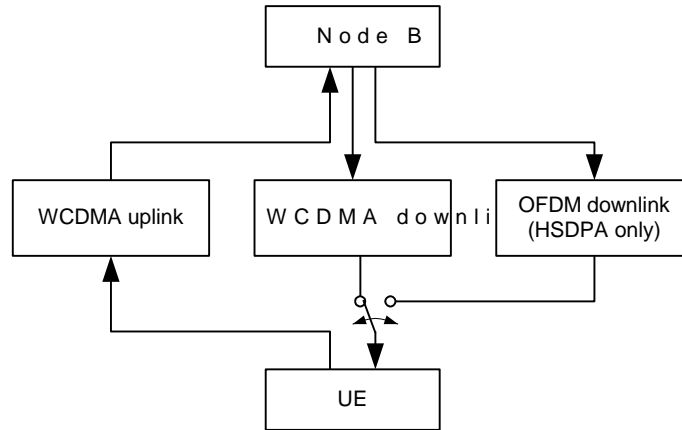 Node B
WCDMA uplink
WCDMA downli
OFDM downlink
(HSDPA only)
UE